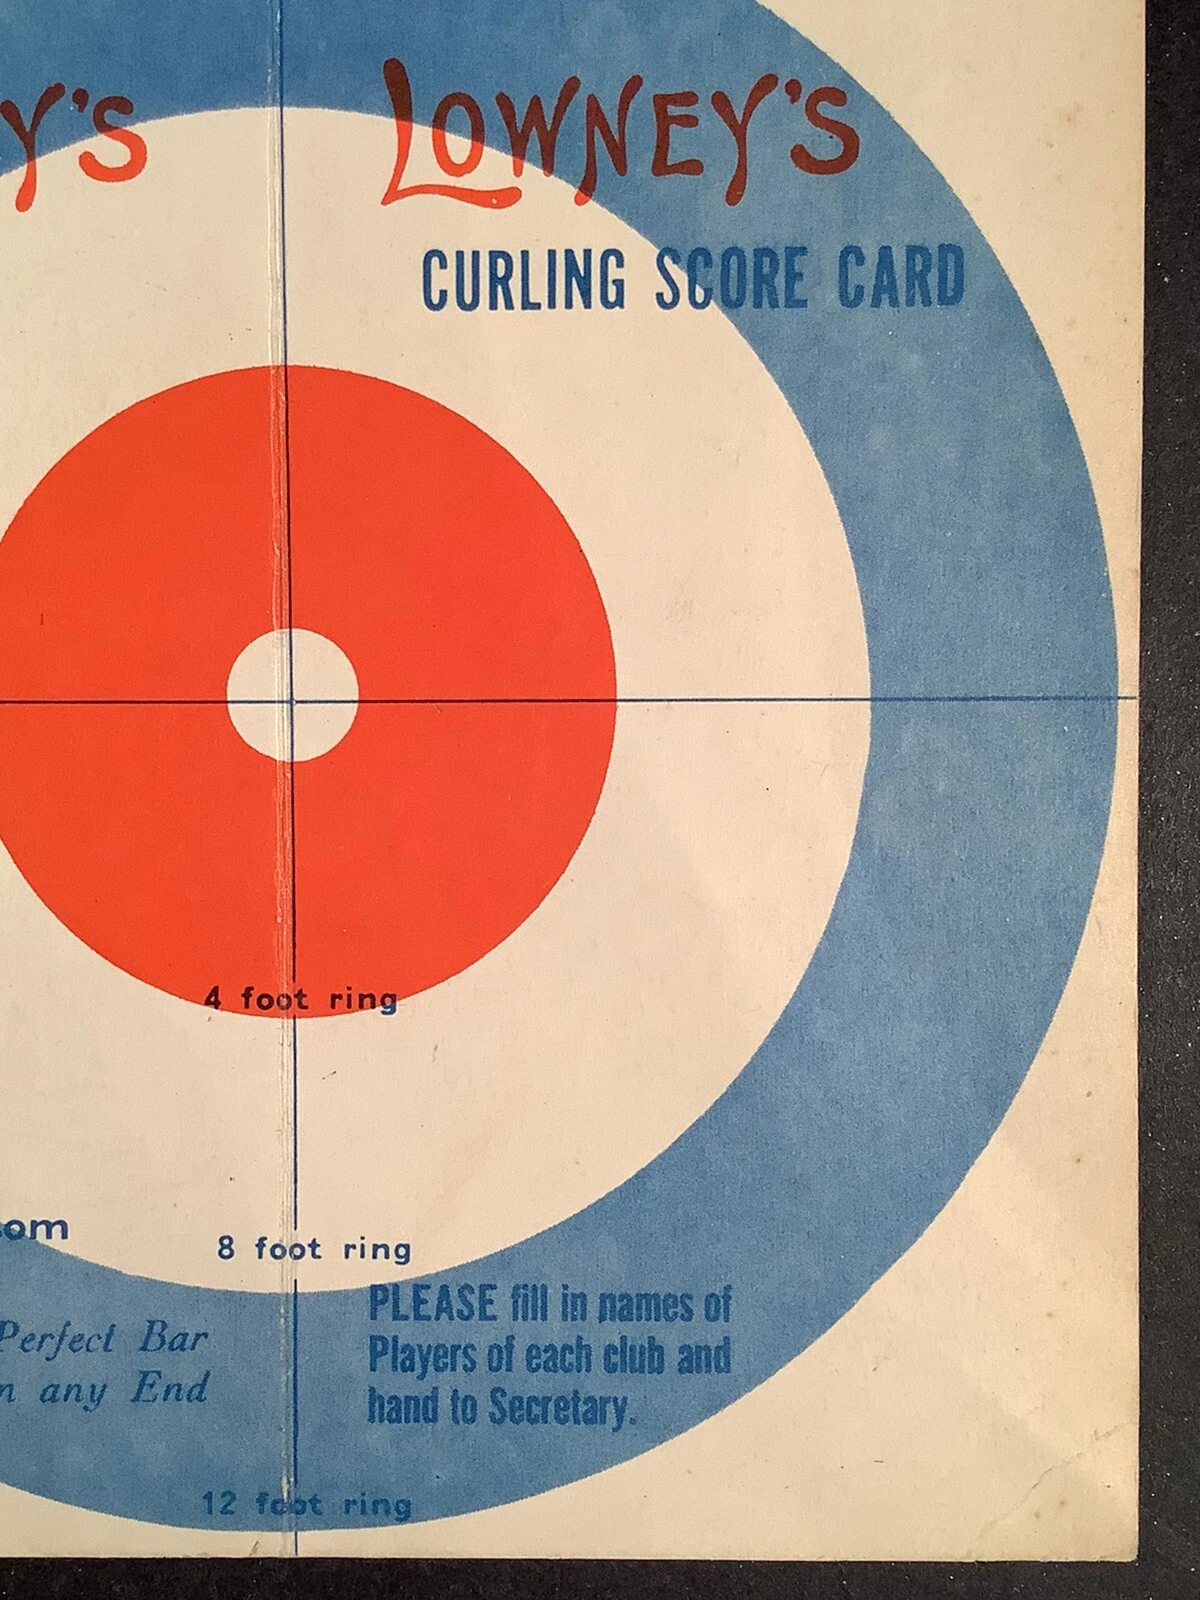 Y'S
LOWNEY'S
CURLING SCORE CARD
4 foot ring
8 foot ring
om
Perfect Bar
n any End
PLEASE fill in names of
Players of each club and
hand to Secretary.
12 foot ring